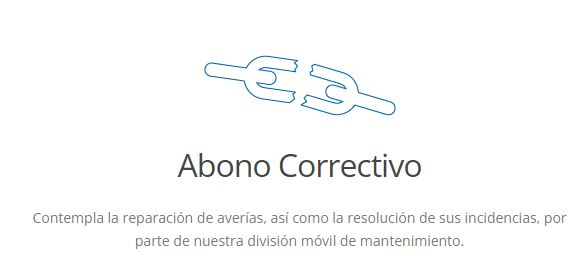 Abono Correctivo
Contempla la reparación de averías, así como la resolución de sus incidencias, por
parte de nuestra división móvil de mantenimiento.